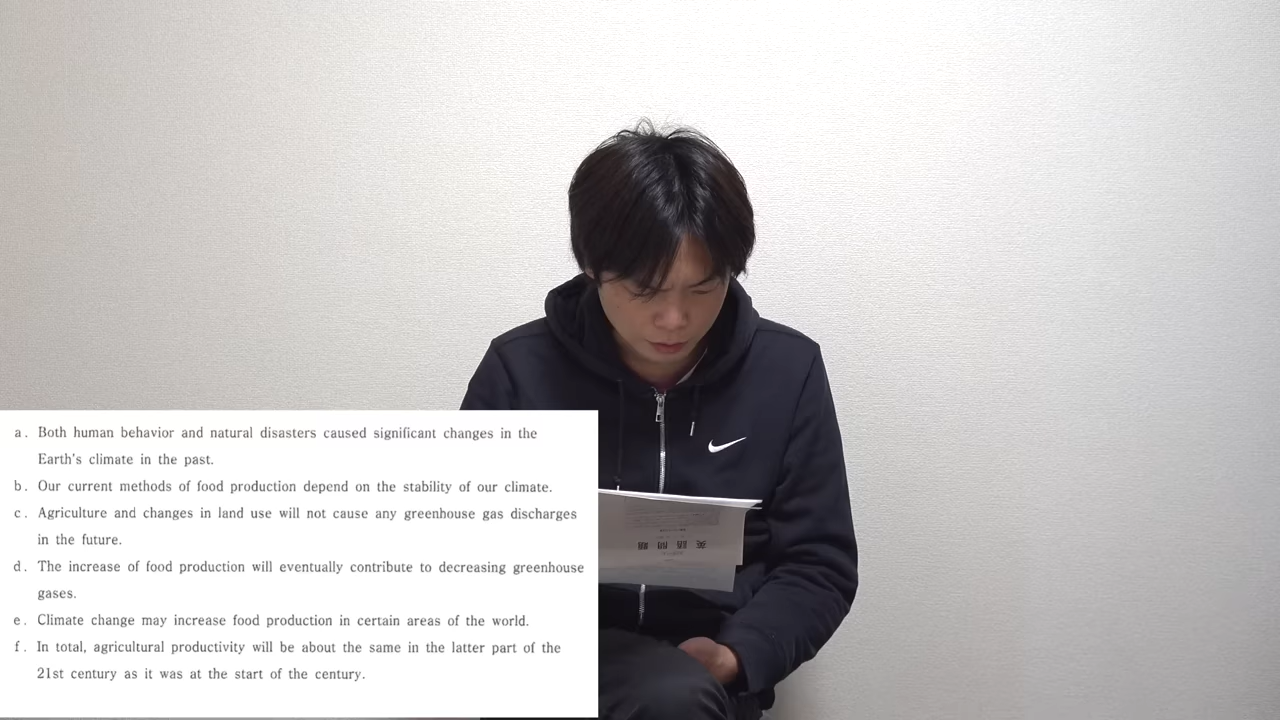 a. Both human behavior and natural disasters caused significant changes in the
Earth's climate in the past.
b. Our current methods of food production depend on the stability of our climate.
c. Agriculture and changes in land use will not cause any greenhouse gas discharges
in the future.
d. The increase of food production will eventually contribute to decreasing greenhouse
gases.
e. Climate change may increase food production in certain areas of the world.
f. In total, agricultural productivity will be about the same in the latter part of the
21st century as it was at the start of the century.
英語問題